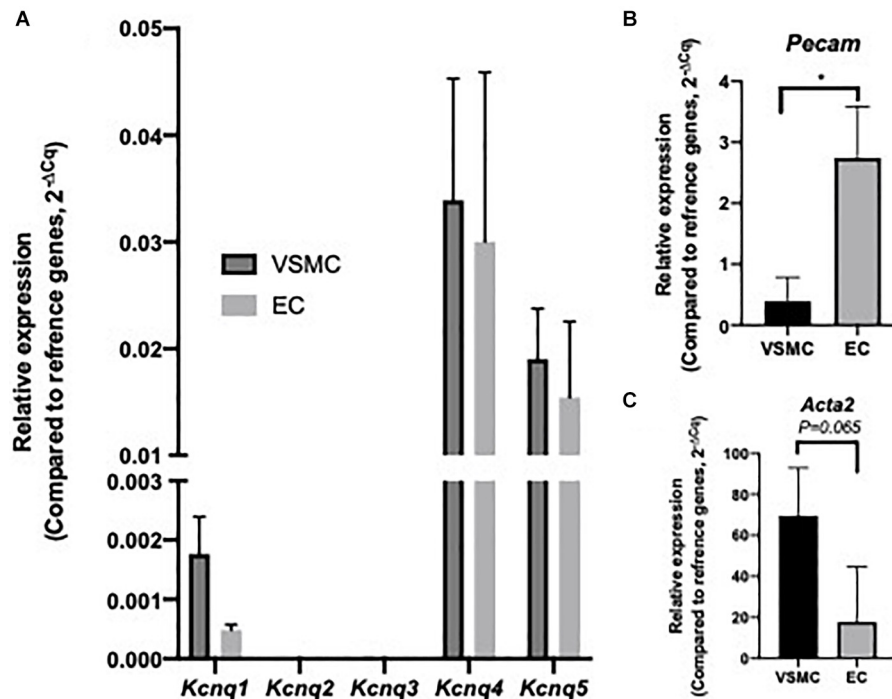 A
Relative expression
(Compared to refrence genes, 2-ΔCq)
0.05
0.04
0.03
0.02
0.01
0.003
0.002
0.001
0.000
VSMC
EC
Kcnq1 Kcnq2 Kcnq3 Kcnq4 Kcnq5
B
Pecam
*
Relative expression
(Compared to refrence genes, 2-ΔCq)
4
3
2
1
0
VSMC EC
C
Acta2
P=0.065
Relative expression
(Compared to refrence genes, 2-ΔCq)
100
80
60
40
20
0
VSMC EC